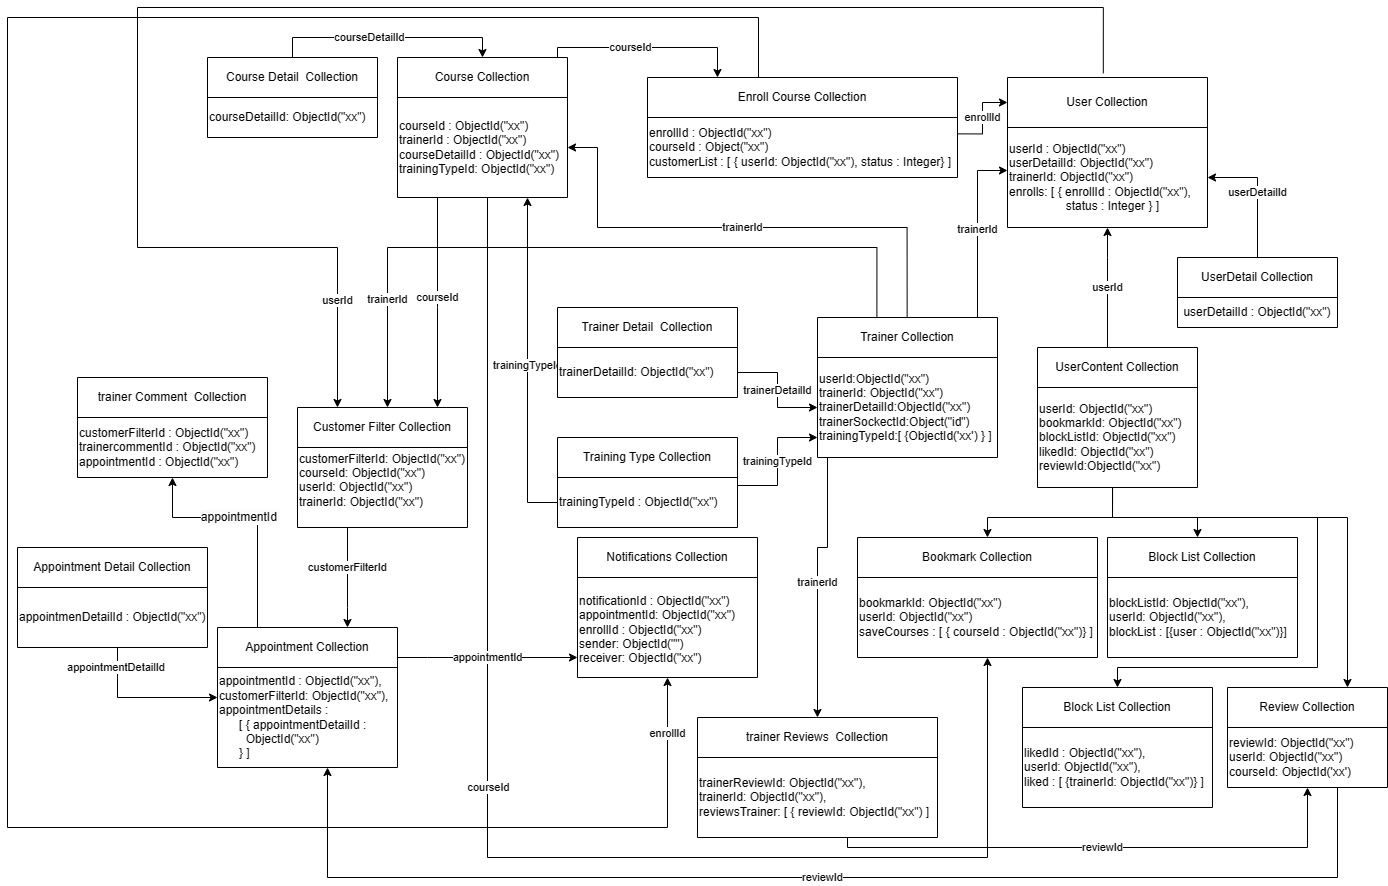 courseDetailId
Course Detail  Collection
courseDetailId: ObjectId("xx")
Course Collection
courseId : ObjectId("xx")
trainerId : ObjectId("xx")
courseDetailId : ObjectId("xx")
trainingTypeId: ObjectId("xx")
courseId
Enroll Course Collection
enrollId : ObjectId("xx")
courseId : Object("xx")
customerList : [ { userId: ObjectId("xx"), status : Integer} ]
enrollId
User Collection
userId : ObjectId("xx")
userDetailId: ObjectId("xx")
trainerId: ObjectId("xx")
enrolls: [ { enrollId : ObjectId("xx"),
status : Integer } ]
userDetailId
trainerId
trainerId
UserDetail Collection
userDetailId : ObjectId("xx")
userId
userId
trainerId
courseId
Trainer Detail  Collection
trainerDetailId: ObjectId("xx")
trainingTypeId
trainerDetailId
Trainer Collection
userId:ObjectId("xx")
trainerId: ObjectId("xx")
trainerDetailId:ObjectId("xx")
trainerSockectId:Object("id")
trainingTypeId:[ {ObjectId('xx') } ]
UserContent Collection
userId: ObjectId("xx")
bookmarkId: ObjectId("xx")
blockListId: ObjectId("xx")
likedId: ObjectId("xx")
reviewId:ObjectId("xx")
trainer Comment  Collection
customerFilterId : ObjectId("xx")
trainercommentId : ObjectId("xx")
appointmentId : ObjectId("xx")
Customer Filter Collection
customerFilterId: ObjectId("xx")
courseId: ObjectId("xx")
userId: ObjectId("xx")
trainerId: ObjectId("xx")
Training Type Collection
trainingTypeId : ObjectId("xx")
trainingTypeId
appointmentId
Appointment Detail Collection
appointmenDetailId : ObjectId("xx")
appointmentDetailId
customerFilterId
Appointment Collection
appointmentId : ObjectId("xx"),
customerFilterId: ObjectId("xx"),
appointmentDetails :
[ { appointmentDetailId :
ObjectId("xx")
} ]
appointmentId
Notifications Collection
notificationId : ObjectId("xx")
appointmentId: ObjectId("xx")
enrollId : ObjectId("xx")
sender: ObjectId("")
receiver: ObjectId("xx")
trainerId
Bookmark Collection
bookmarkId: ObjectId("xx")
userId: ObjectId("xx")
saveCourses : [ { courseId : ObjectId("xx")} ]
Block List Collection
blockListId: ObjectId("xx"),
userId: ObjectId("xx"),
blockList : [{user : ObjectId("xx")}]
enrollId
courseId
trainer Reviews  Collection
trainerReviewId: ObjectId("xx"),
trainerId: ObjectId("xx"),
reviewsTrainer: [ { reviewId: ObjectId("xx") ]
Block List Collection
likedId : ObjectId("xx"),
userId: ObjectId("xx"),
liked : [ {trainerId: ObjectId("xx")} ]
Review Collection
reviewId: ObjectId("xx")
userId: ObjectId("xx")
courseId: ObjectId('xx')
reviewId
reviewId